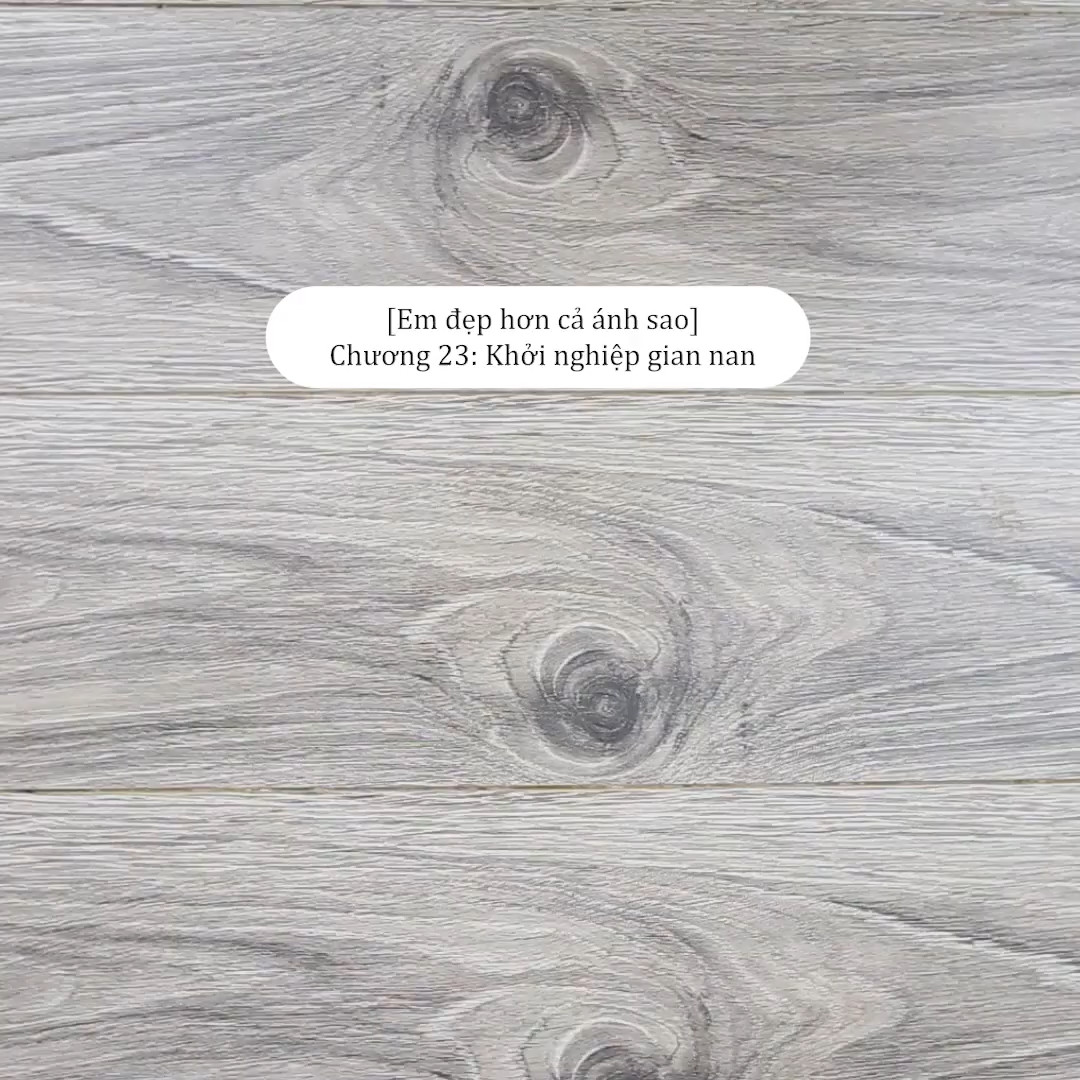 [Em đẹp hơn cả ánh sao]
Chương 23: Khởi nghiệp gian nan